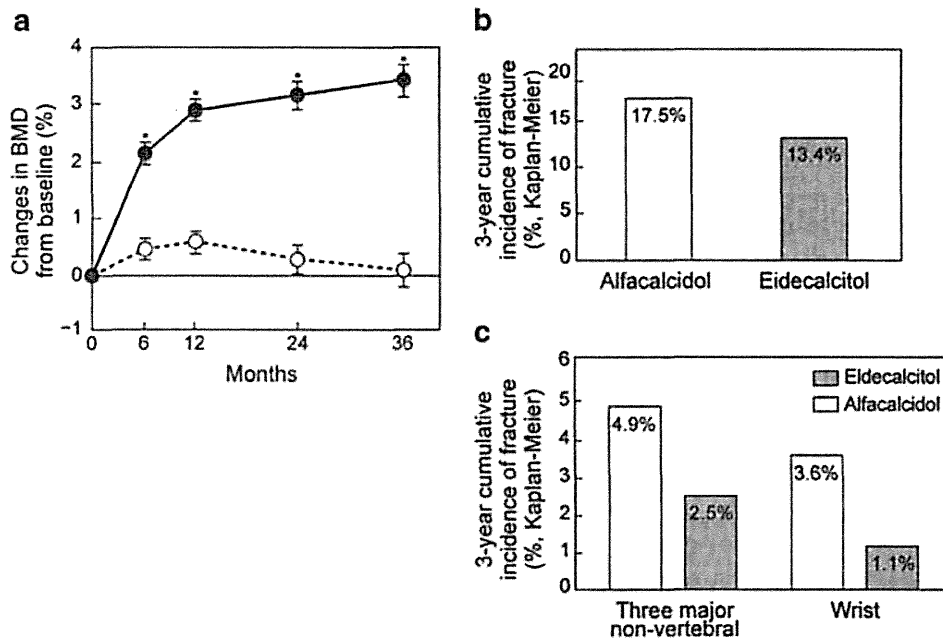 a
Changes in BMD
from baseline (%)
4
3
2
1
0
−1
*
*
*
*
0
6
12
24
36
Months
b
3-year cumulative
incidence of fracture
(%, Kaplan-Meier)
20
15
10
5
0
17.5%
13.4%
Alfacalcidol
Eldecalcitol
c
3-year cumulative
incidence of fracture
(%, Kaplan-Meier)
6
5
4
3
2
1
0
Eldecalcitol
Alfacalcidol
4.9%
2.5%
3.6%
1.1%
Three major
non-vertebral
Wrist